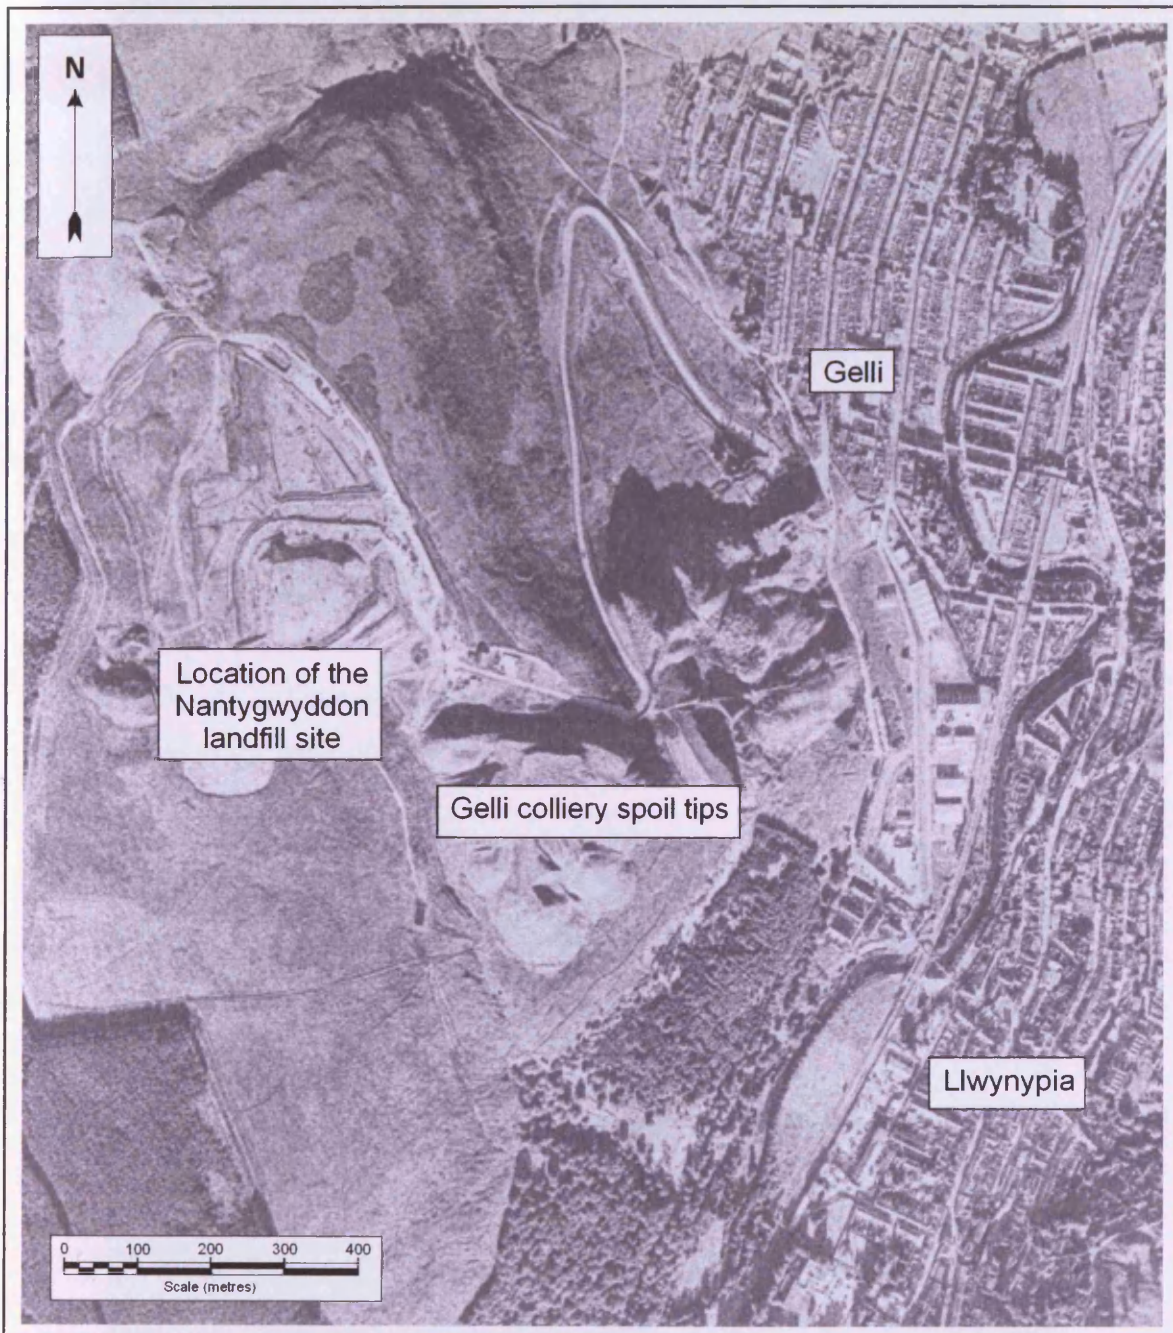 N
Gelli
Location of the
Nantygwyddon
landfill site
Gelli colliery spoil tips
Llwynypia
0 100 200 300 400
Scale (metres)